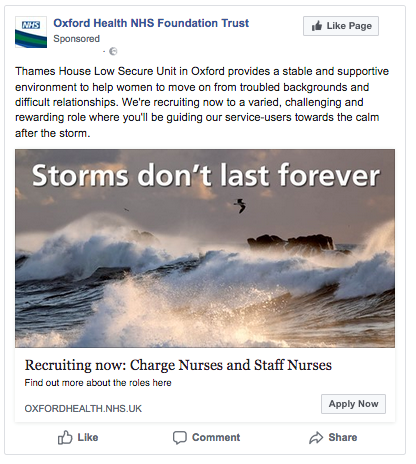 NHS
Oxford Health NHS Foundation Trust
Like Page
Sponsored
Thames House Low Secure Unit in Oxford provides a stable and supportive
environment to help women to move on from troubled backgrounds and
difficult relationships. We're recruiting now to a varied, challenging and
rewarding role where you'll be guiding our service-users towards the calm
after the storm.
Storms don't last forever
Recruiting now: Charge Nurses and Staff Nurses
Find out more about the roles here
OXFORDHEALTH.NHS.UK
Apply Now
Like Comment Share